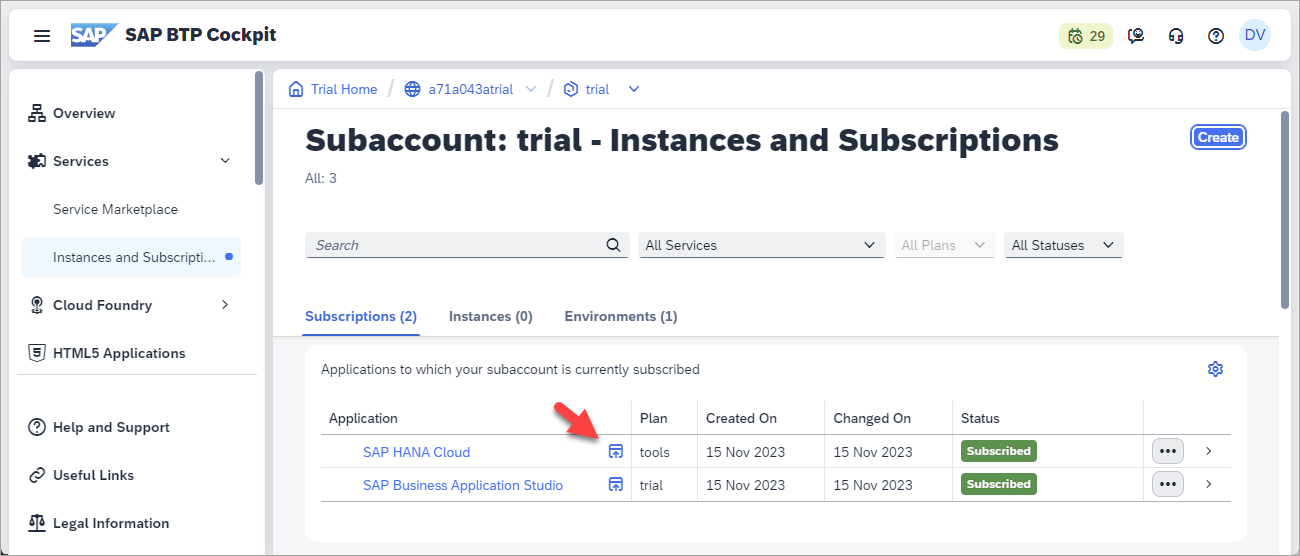 SAP SAP BTP Cockpit
29
DV
Overview
Services
Service Marketplace
Instances and Subscripti...
Cloud Foundry
HTML5 Applications
Help and Support
Useful Links
Legal Information
Trial Home / a71a043atrial / trial
Subaccount: trial - Instances and Subscriptions
Create
All: 3
Search
All Services
All Plans
All Statuses
Subscriptions (2) Instances (0) Environments (1)
Applications to which your subaccount is currently subscribed
Application Plan Created On Changed On Status
SAP HANA Cloud tools 15 Nov 2023 15 Nov 2023 Subscribed
SAP Business Application Studio trial 15 Nov 2023 15 Nov 2023 Subscribed